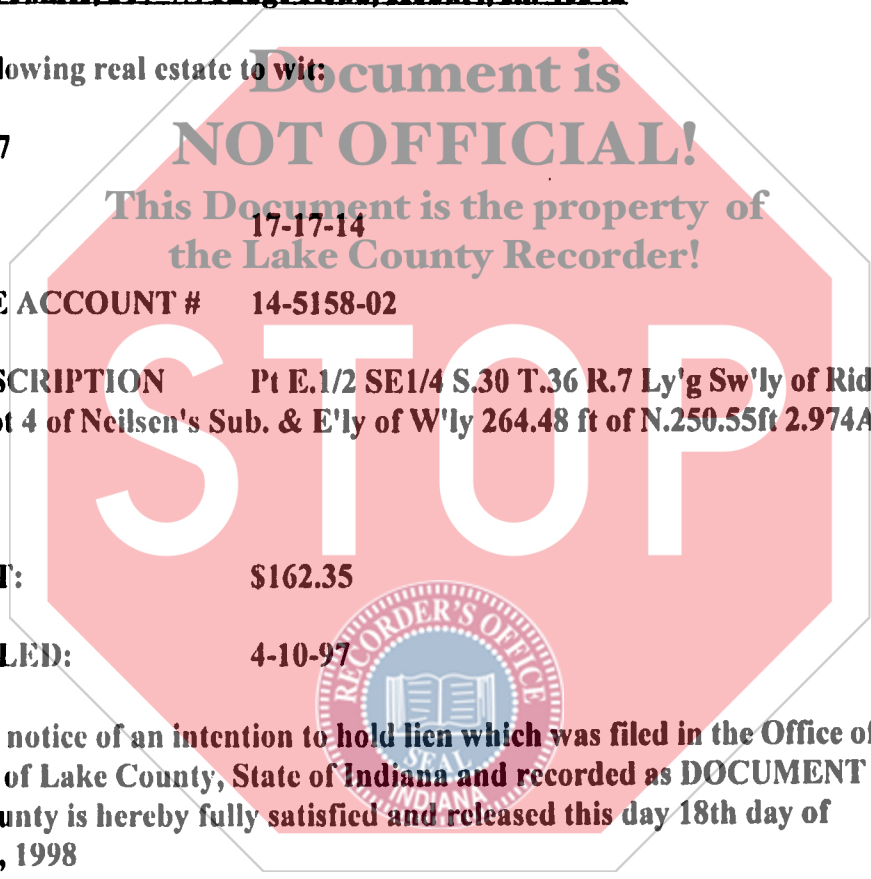 lowing real estate to wit:
Document is
7
NOT OFFICIAL!
This Document is the property of
17-17-14
the Lake County Recorder!
E ACCOUNT # 14-5158-02
SCRIPTION Pt E.1/2 SE1/4 S.30 T.36 R.7 Ly'g Sw'ly of Rid
t 4 of Neilsen's Sub. & E'ly of W'ly 264.48 ft of N.250.55ft 2.974A
STOP
T: $162.35
LED: 4-10-97
RECORDER'S OFFICE
SEAL
INDIANA
notice of an intention to hold lien which was filed in the Office of
of Lake County, State of Indiana and recorded as DOCUMENT
unty is hereby fully satisfied and released this day 18th day of
, 1998